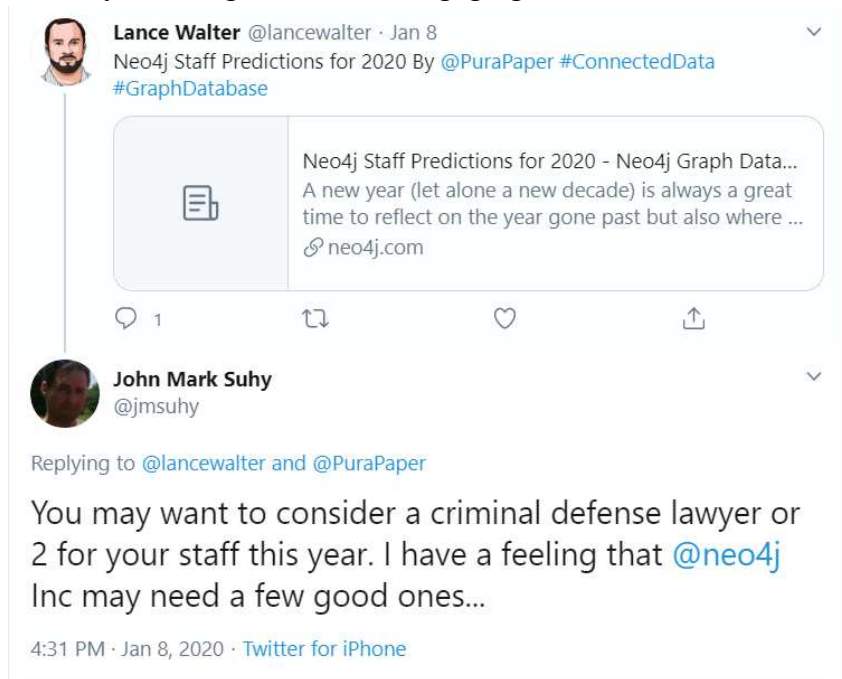 Lance Walter @lancewalter · Jan 8
Neo4j Staff Predictions for 2020 By @PuraPaper #ConnectedData
#GraphDatabase
Neo4j Staff Predictions for 2020 - Neo4j Graph Data...
A new year (let alone a new decade) is always a great
time to reflect on the year gone past but also where ...
neo4j.com
1
John Mark Suhy
@jmsuhy
Replying to @lancewalter and @PuraPaper
You may want to consider a criminal defense lawyer or
2 for your staff this year. I have a feeling that @neo4j
Inc may need a few good ones...
4:31 PM · Jan 8, 2020 · Twitter for iPhone